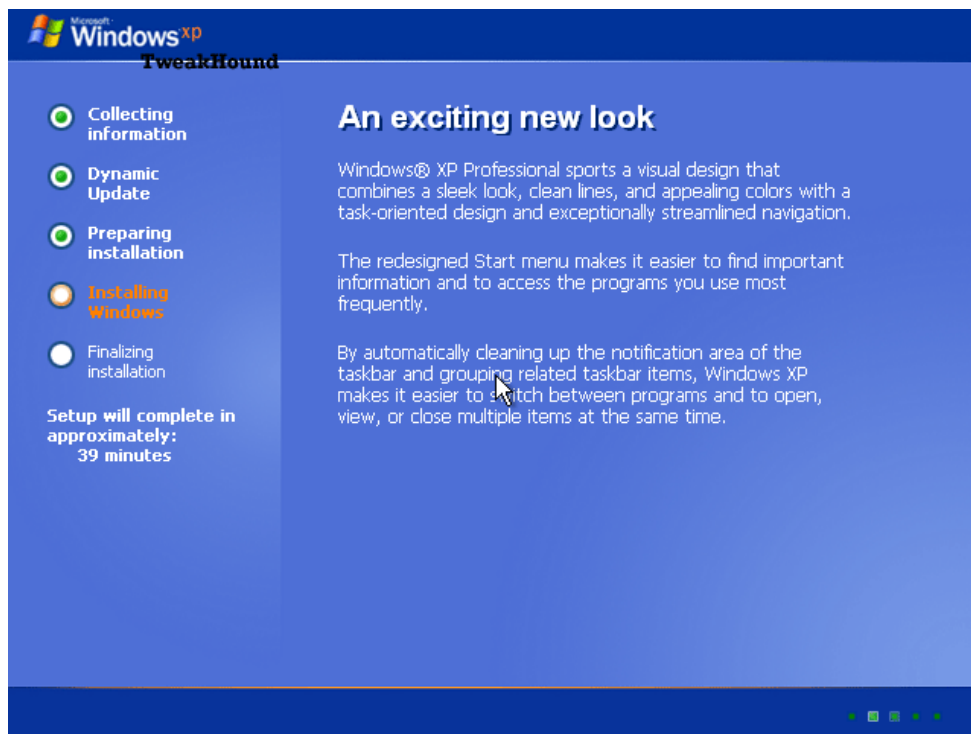 Microsoft
Windows xp
TweakHound
Collecting
information
Dynamic
Update
Preparing
installation
Installing
Windows
Finalizing
installation
Setup will complete in
approximately:
39 minutes
An exciting new look
Windows® XP Professional sports a visual design that
combines a sleek look, clean lines, and appealing colors with a
task-oriented design and exceptionally streamlined navigation.
The redesigned Start menu makes it easier to find important
information and to access the programs you use most
frequently.
By automatically cleaning up the notification area of the
taskbar and grouping related taskbar items, Windows XP
makes it easier to switch between programs and to open,
view, or close multiple items at the same time.